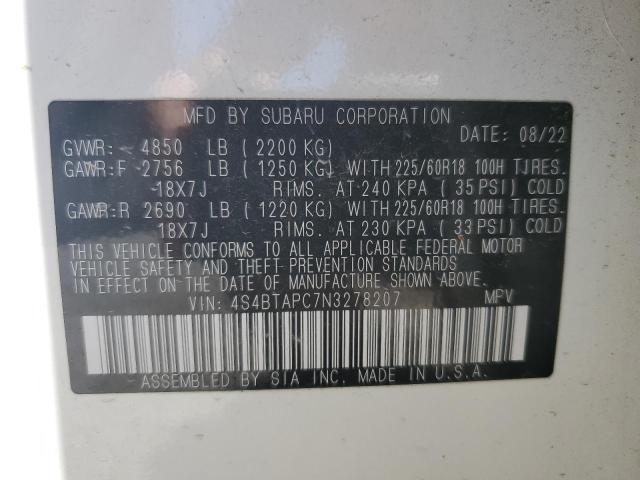 MFD BY SUBARU CORPORATION
DATE: 08/22
GVWR: 4850 LB (2200 KG)
GAWR:F 2756 LB (1250 KG) WITH 225/60R18 100H TIRES.
18X7J RIMS. AT 240 KPA (35 PSI) COLD
GAWR:R 2690 LB (1220 KG) WITH 225/60R18 100H TIRES.
18X7J RIMS. AT 230 KPA (33 PSI) COLD
THIS VEHICLE CONFORMS TO ALL APPLICABLE FEDERAL MOTOR
VEHICLE SAFETY AND THEFT PREVENTION STANDARDS
IN EFFECT ON THE DATE OF MANUFACTURE SHOWN ABOVE.
VIN: 4S4BTAPC7N3278207 MPV
ASSEMBLED BY SIA INC. MADE IN U.S.A.